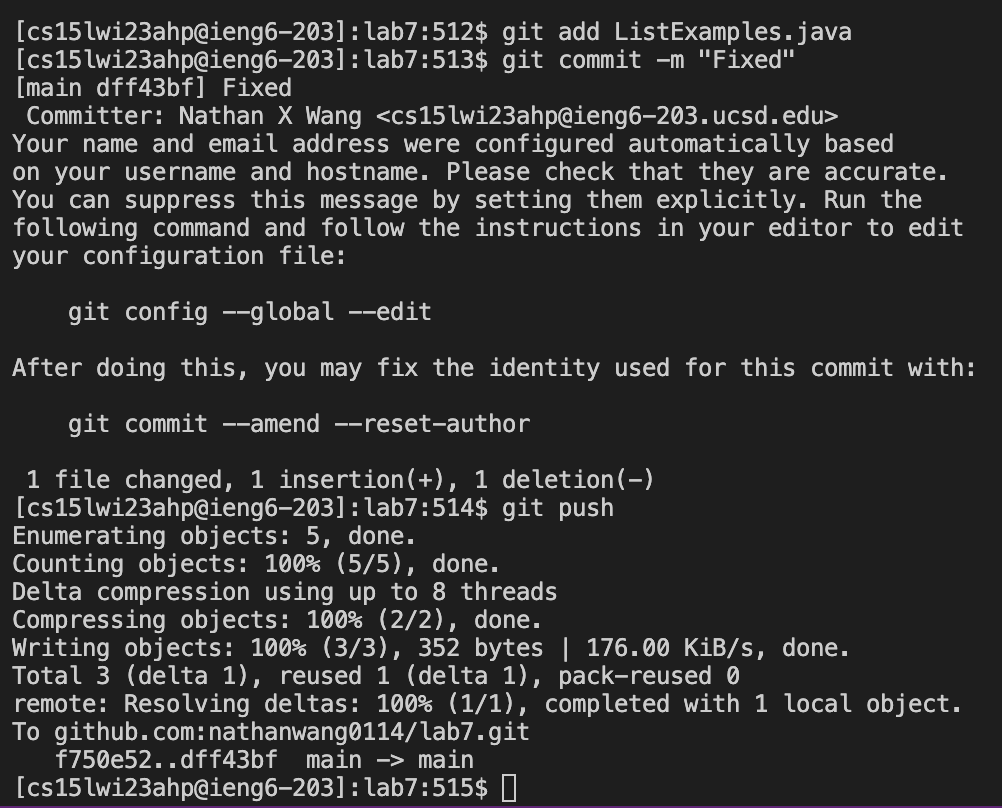 [cs15lwi23ahp@ieng6-203]:lab7:512$ git add ListExamples.java
[cs15lwi23ahp@ieng6-203]:lab7:513$ git commit -m "Fixed"
[main dff43bf] Fixed
 Committer: Nathan X Wang <cs15lwi23ahp@ieng6-203.ucsd.edu>
Your name and email address were configured automatically based
on your username and hostname. Please check that they are accurate.
You can suppress this message by setting them explicitly. Run the
following command and follow the instructions in your editor to edit
your configuration file:

    git config --global --edit

After doing this, you may fix the identity used for this commit with:

    git commit --amend --reset-author

 1 file changed, 1 insertion(+), 1 deletion(-)
[cs15lwi23ahp@ieng6-203]:lab7:514$ git push
Enumerating objects: 5, done.
Counting objects: 100% (5/5), done.
Delta compression using up to 8 threads
Compressing objects: 100% (2/2), done.
Writing objects: 100% (3/3), 352 bytes | 176.00 KiB/s, done.
Total 3 (delta 1), reused 1 (delta 1), pack-reused 0
remote: Resolving deltas: 100% (1/1), completed with 1 local object.
To github.com:nathanwang0114/lab7.git
   f750e52..dff43bf  main -> main
[cs15lwi23ahp@ieng6-203]:lab7:515$